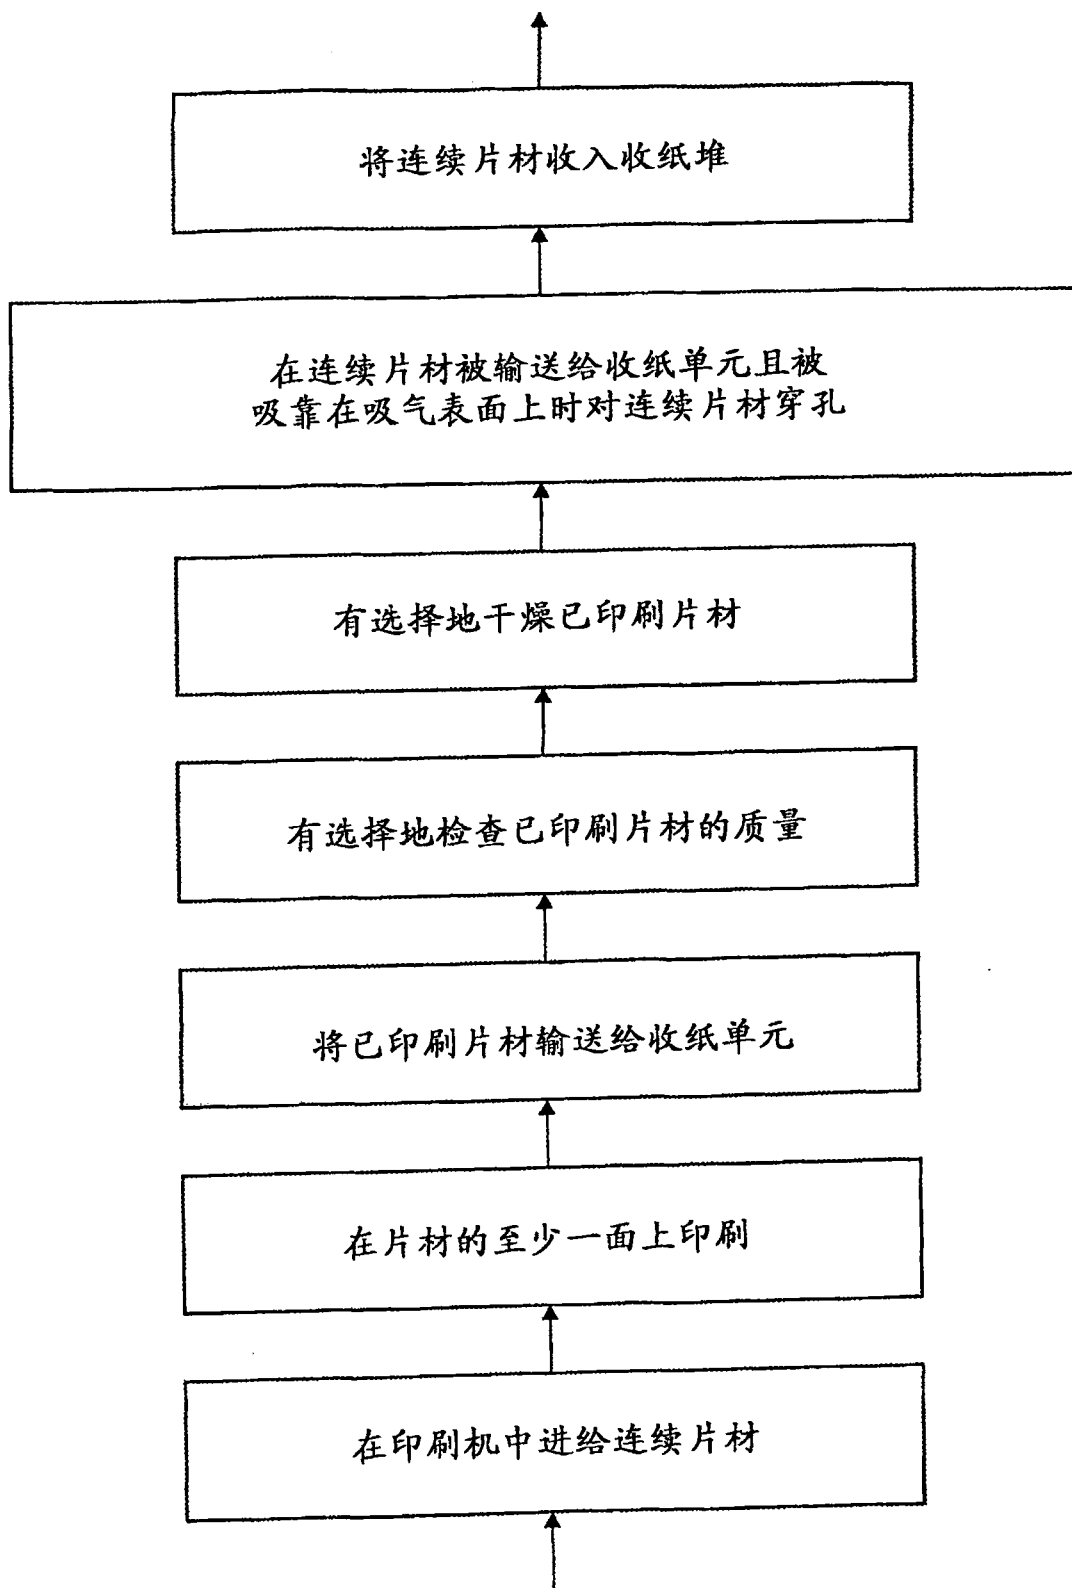 将连续片材收入收纸堆
在连续片材被输送给收纸单元且被
吸靠在吸气表面上时对连续片材穿孔
有选择地干燥已印刷片材
有选择地检查已印刷片材的质量
将已印刷片材输送给收纸单元
在片材的至少一面上印刷
在印刷机中进给连续片材